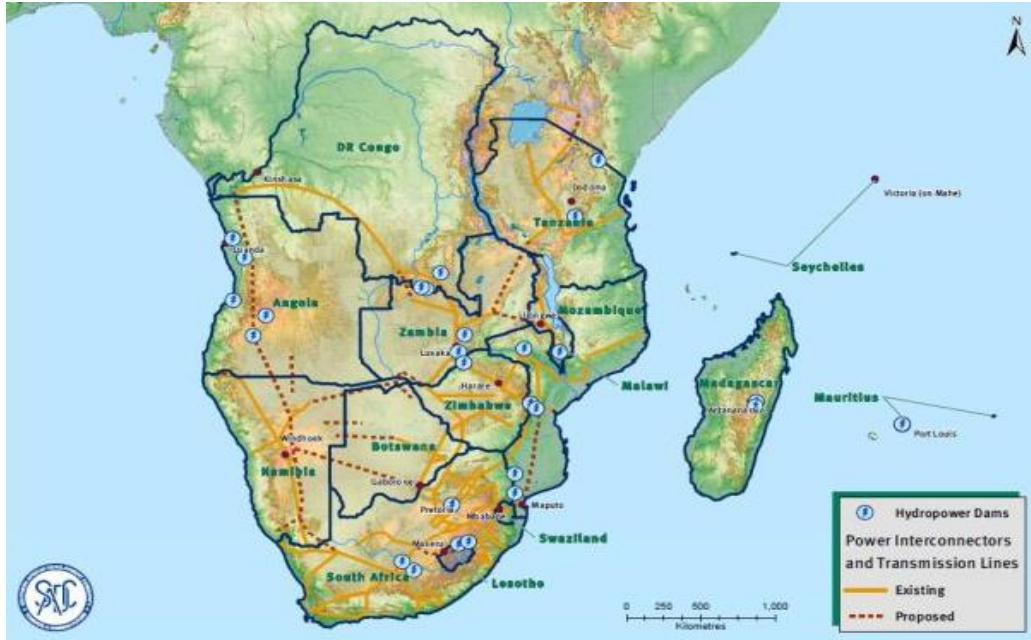 N
DR Congo
Kinshasa
Dodoma
Tanzania
Victoria (on Mahe)
Seychelles
Luanda
Angola
Mozambique
Lilongwe
Zambia
Lusaka
Malawi
Madagascar
Harare
Zimbabwe
Mauritius
Antananarivo
Port Louis
Botswana
Windhoek
Namibia
Gaborone
Pretoria
Mbabane
Maputo
Swaziland
Maseru
South Africa
Lesotho
SADC
0 250 500 1,000
Kilometres
Hydropower Dams
Power Interconnectors
and Transmission Lines
Existing
Proposed